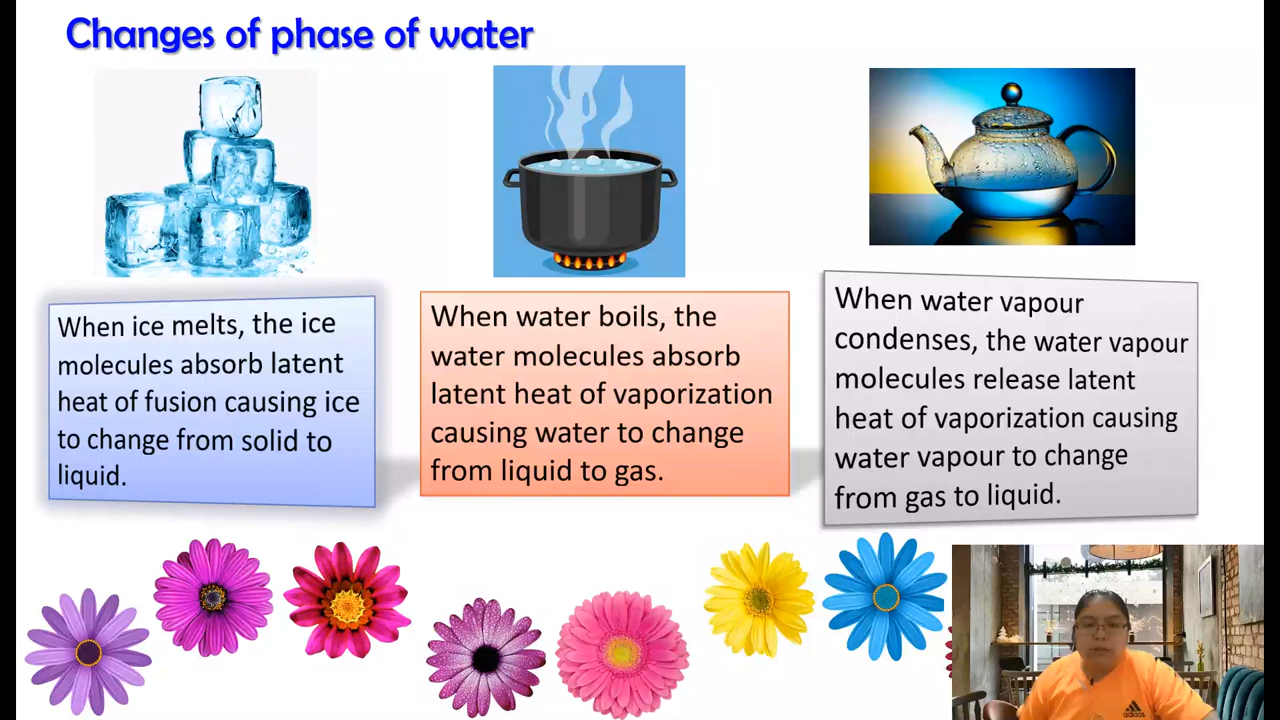 Changes of phase of water
When ice melts, the ice
molecules absorb latent
heat of fusion causing ice
to change from solid to
liquid.
When water boils, the
water molecules absorb
latent heat of vaporization
causing water to change
from liquid to gas.
When water vapour
condenses, the water vapour
molecules release latent
heat of vaporization causing
water vapour to change
from gas to liquid.
adidas